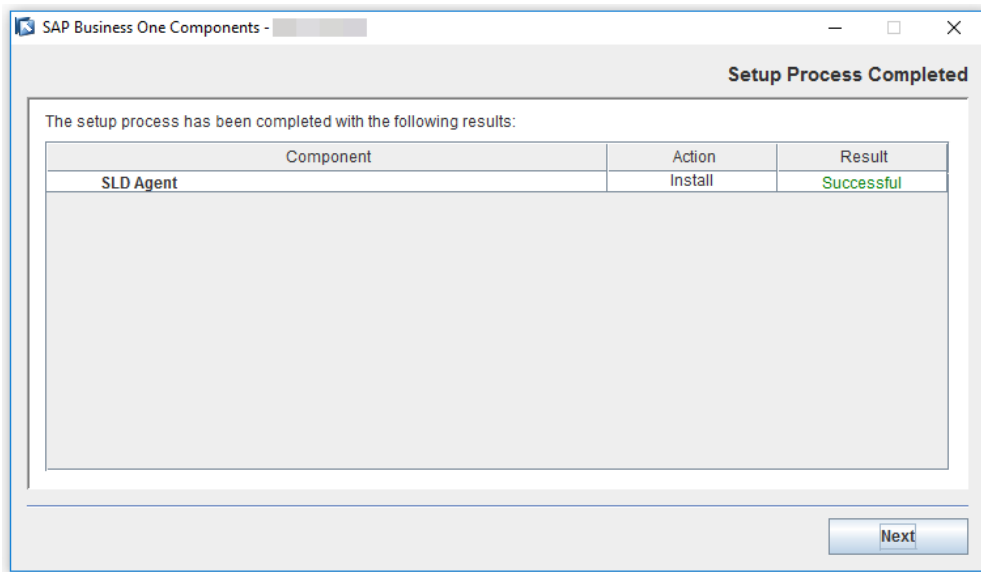 SAP Business One Components -
Setup Process Completed
The setup process has been completed with the following results:
Component Action Result
SLD Agent Install Successful
Next